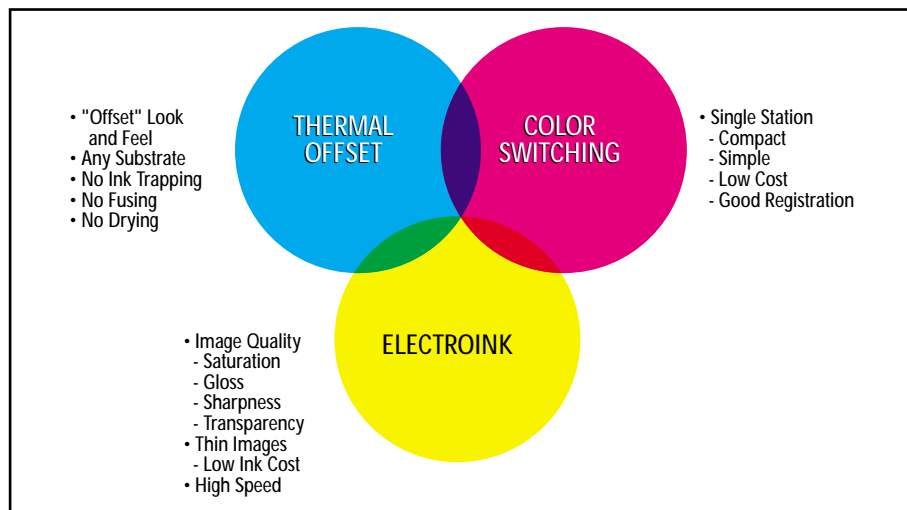 • "Offset" Look
and Feel
• Any Substrate
• No Ink Trapping
• No Fusing
• No Drying
THERMAL
OFFSET
COLOR
SWITCHING
• Single Station
- Compact
- Simple
- Low Cost
- Good Registration
• Image Quality
- Saturation
- Gloss
- Sharpness
- Transparency
• Thin Images
- Low Ink Cost
• High Speed
ELECTROINK